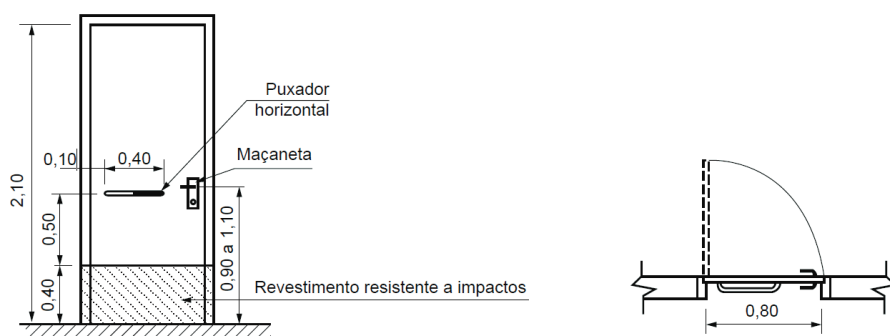 Puxador
horizontal
0,10
0,40
Maçaneta
2,10
0,50
0,90 a 1,10
0,40
Revestimento resistente a impactos
0,80